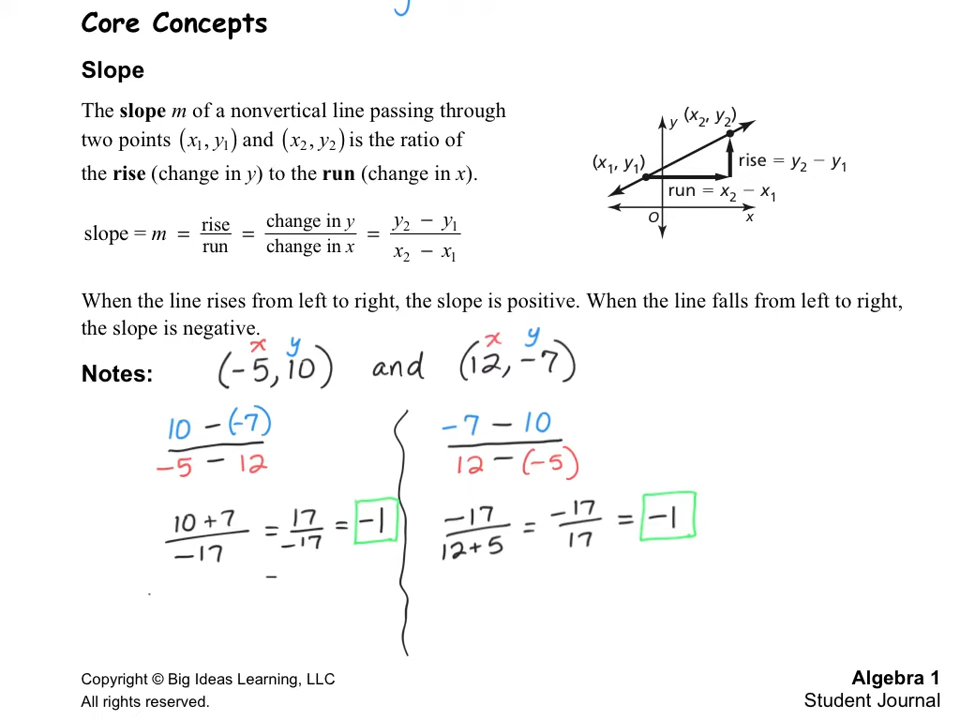 Core Concepts
Slope
The slope m of a nonvertical line passing through
two points (x₁, y₁) and (x₂, y₂) is the ratio of
the rise (change in y) to the run (change in x).
slope = m = rise/run = change in y/change in x = y₂ − y₁/x₂ − x₁
y
(x₂, y₂)
(x₁, y₁)
rise = y₂ − y₁
run = x₂ − x₁
O
x
When the line rises from left to right, the slope is positive. When the line falls from left to right,
the slope is negative.
x y x y
Notes: (-5, 10) and (12, -7)
10 - (-7)
-5 - 12
10 + 7/-17 = 17/-17 = -1
=
-7 - 10
12 - (-5)
-17/12+5 = -17/17 = -1
Copyright © Big Ideas Learning, LLC
All rights reserved.
Algebra 1
Student Journal